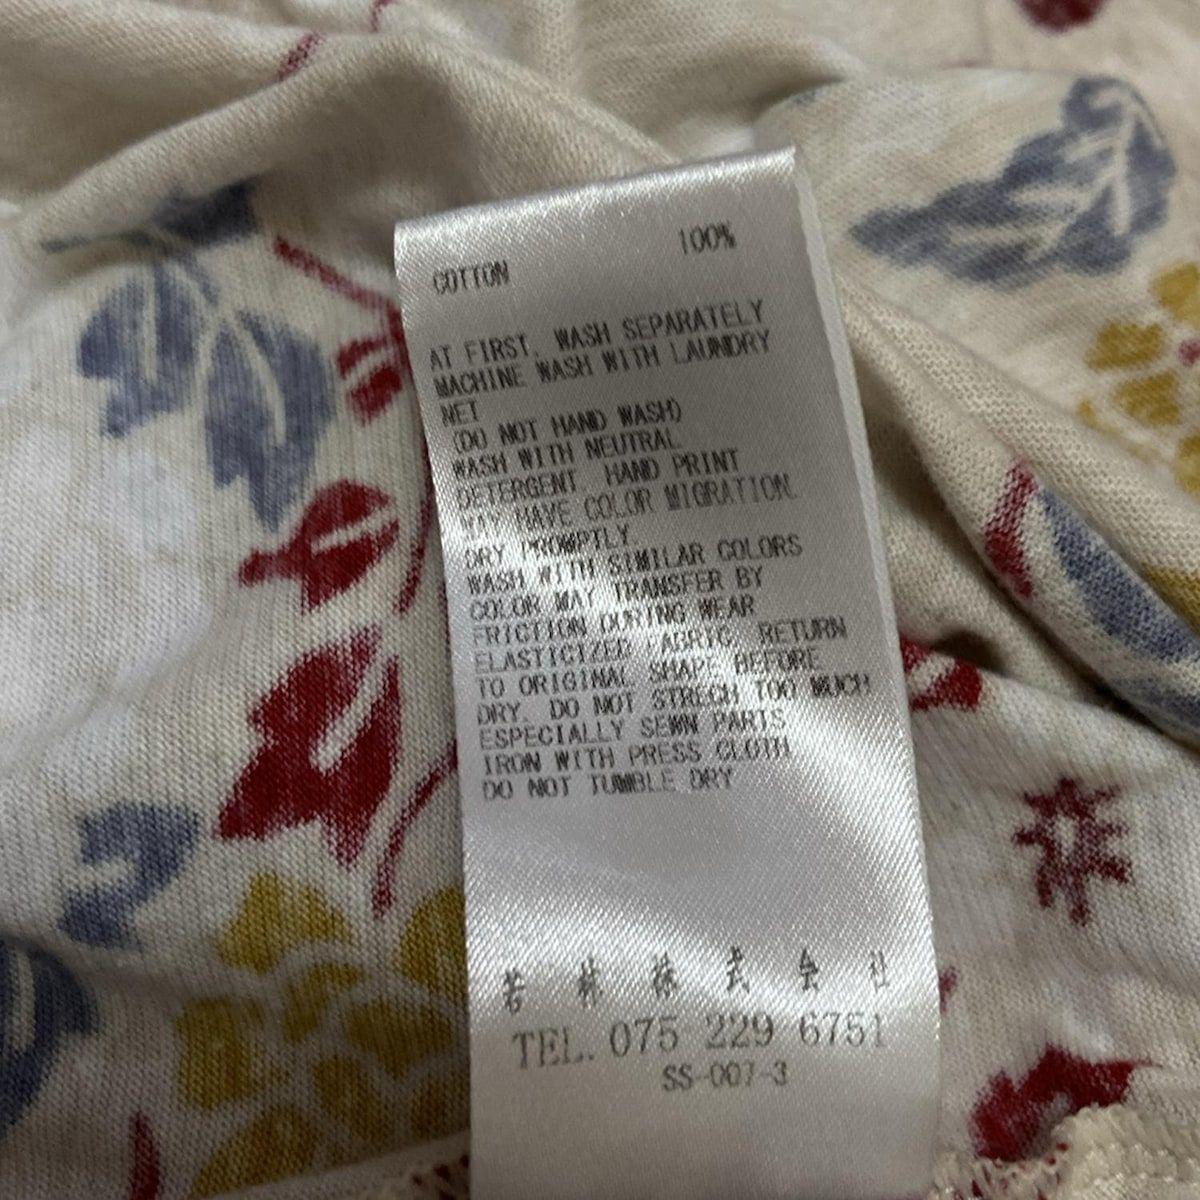 COTTON 100%
AT FIRST, WASH SEPARATELY
MACHINE WASH WITH LAUNDRY
NET
(DO NOT HAND WASH)
WASH WITH NEUTRAL
DETERGENT. HAND PRINT
MAY HAVE COLOR MIGRATION.
DRY PROMPTLY.
WASH WITH SIMILAR COLORS
COLOR MAY TRANSFER BY
FRICTION DURING WEAR
ELASTICIZED FABRIC. RETURN
TO ORIGINAL SHAPE BEFORE
DRY. DO NOT STRECH TOO MUCH
ESPECIALLY SEWN PARTS
IRON WITH PRESS CLOTH
DO NOT TUMBLE DRY
若林株式会社
TEL. 075 229 6751
SS-007-3